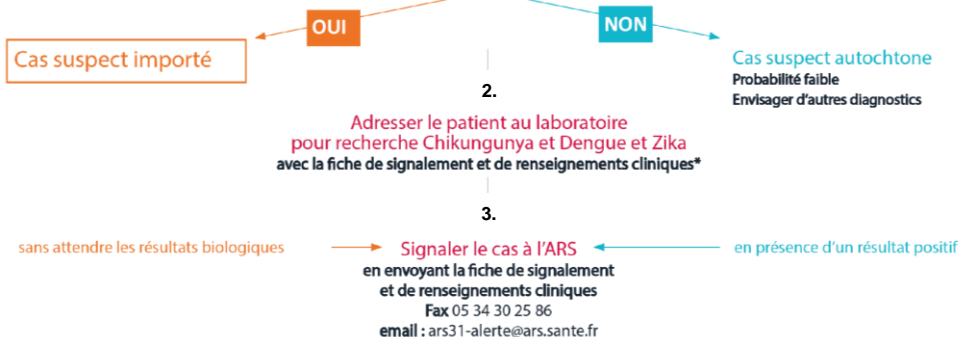 OUI
NON
Cas suspect importé
Cas suspect autochtone
Probabilité faible
Envisager d'autres diagnostics
2.
Adresser le patient au laboratoire
pour recherche Chikungunya et Dengue et Zika
avec la fiche de signalement et de renseignements cliniques*
3.
sans attendre les résultats biologiques
Signaler le cas à l'ARS
en présence d'un résultat positif
en envoyant la fiche de signalement
et de renseignements cliniques
Fax 05 34 30 25 86
email : ars31-alerte@ars.sante.fr